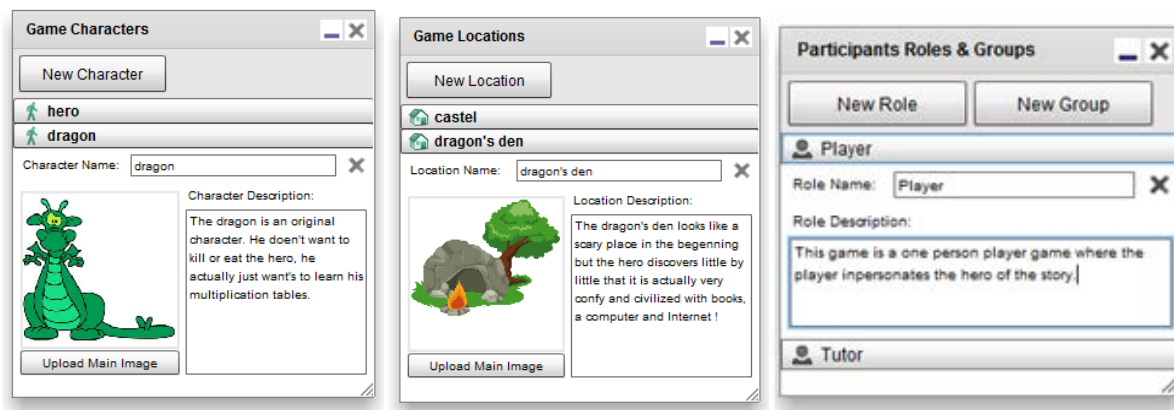 Game Characters
New Character
hero
dragon
Character Name: dragon
Character Description:
The dragon is an original
character. He doen't want to
kill or eat the hero, he
actually just want's to learn his
multiplication tables.
Upload Main Image
Game Locations
New Location
castel
dragon's den
Location Name: dragon's den
Location Description:
The dragon's den looks like a
scary place in the begenning
but the hero discovers little by
little that it is actually very
confy and civilized with books,
a computer and Internet !
Upload Main Image
Participants Roles & Groups
New Role New Group
Player
Role Name: Player
Role Description:
This game is a one person player game where the
player inpersonates the hero of the story.
Tutor